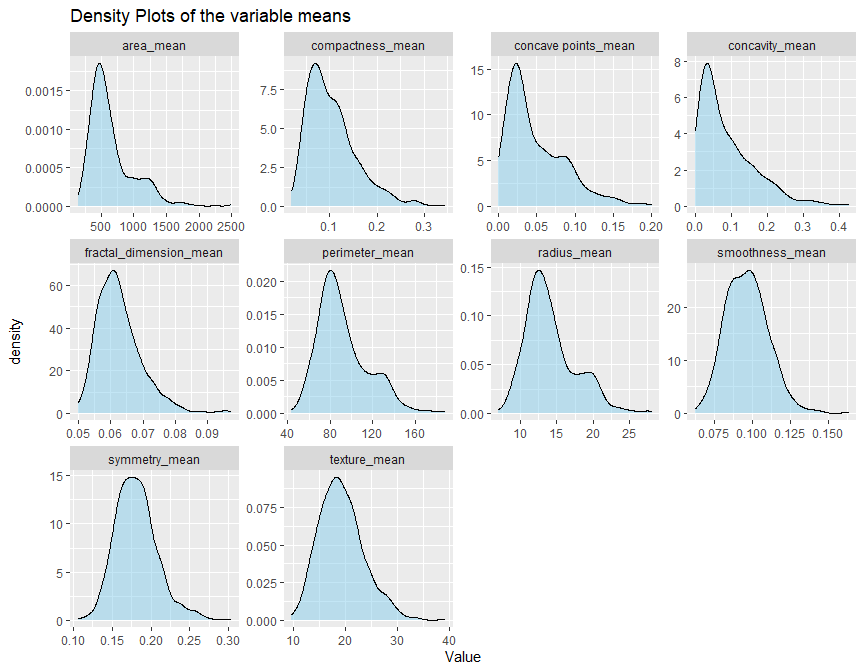 Density Plots of the variable means
area_mean compactness_mean concave points_mean concavity_mean
0.0015
0.0010
0.0005
0.0000
500 1000 1500 2000 2500
7.5
5.0
2.5
0.0
0.1 0.2 0.3
15
10
5
0
0.00 0.05 0.10 0.15 0.20
8
6
4
2
0
0.0 0.1 0.2 0.3 0.4
fractal_dimension_mean perimeter_mean radius_mean smoothness_mean
60
40
20
0
0.05 0.06 0.07 0.08 0.09
0.020
0.015
0.010
0.005
0.000
40 80 120 160
0.15
0.10
0.05
0.00
10 15 20 25
20
10
0
0.075 0.100 0.125 0.150
symmetry_mean texture_mean
15
10
5
0
0.10 0.15 0.20 0.25 0.30
0.075
0.050
0.025
0.000
10 20 30 40
density
Value